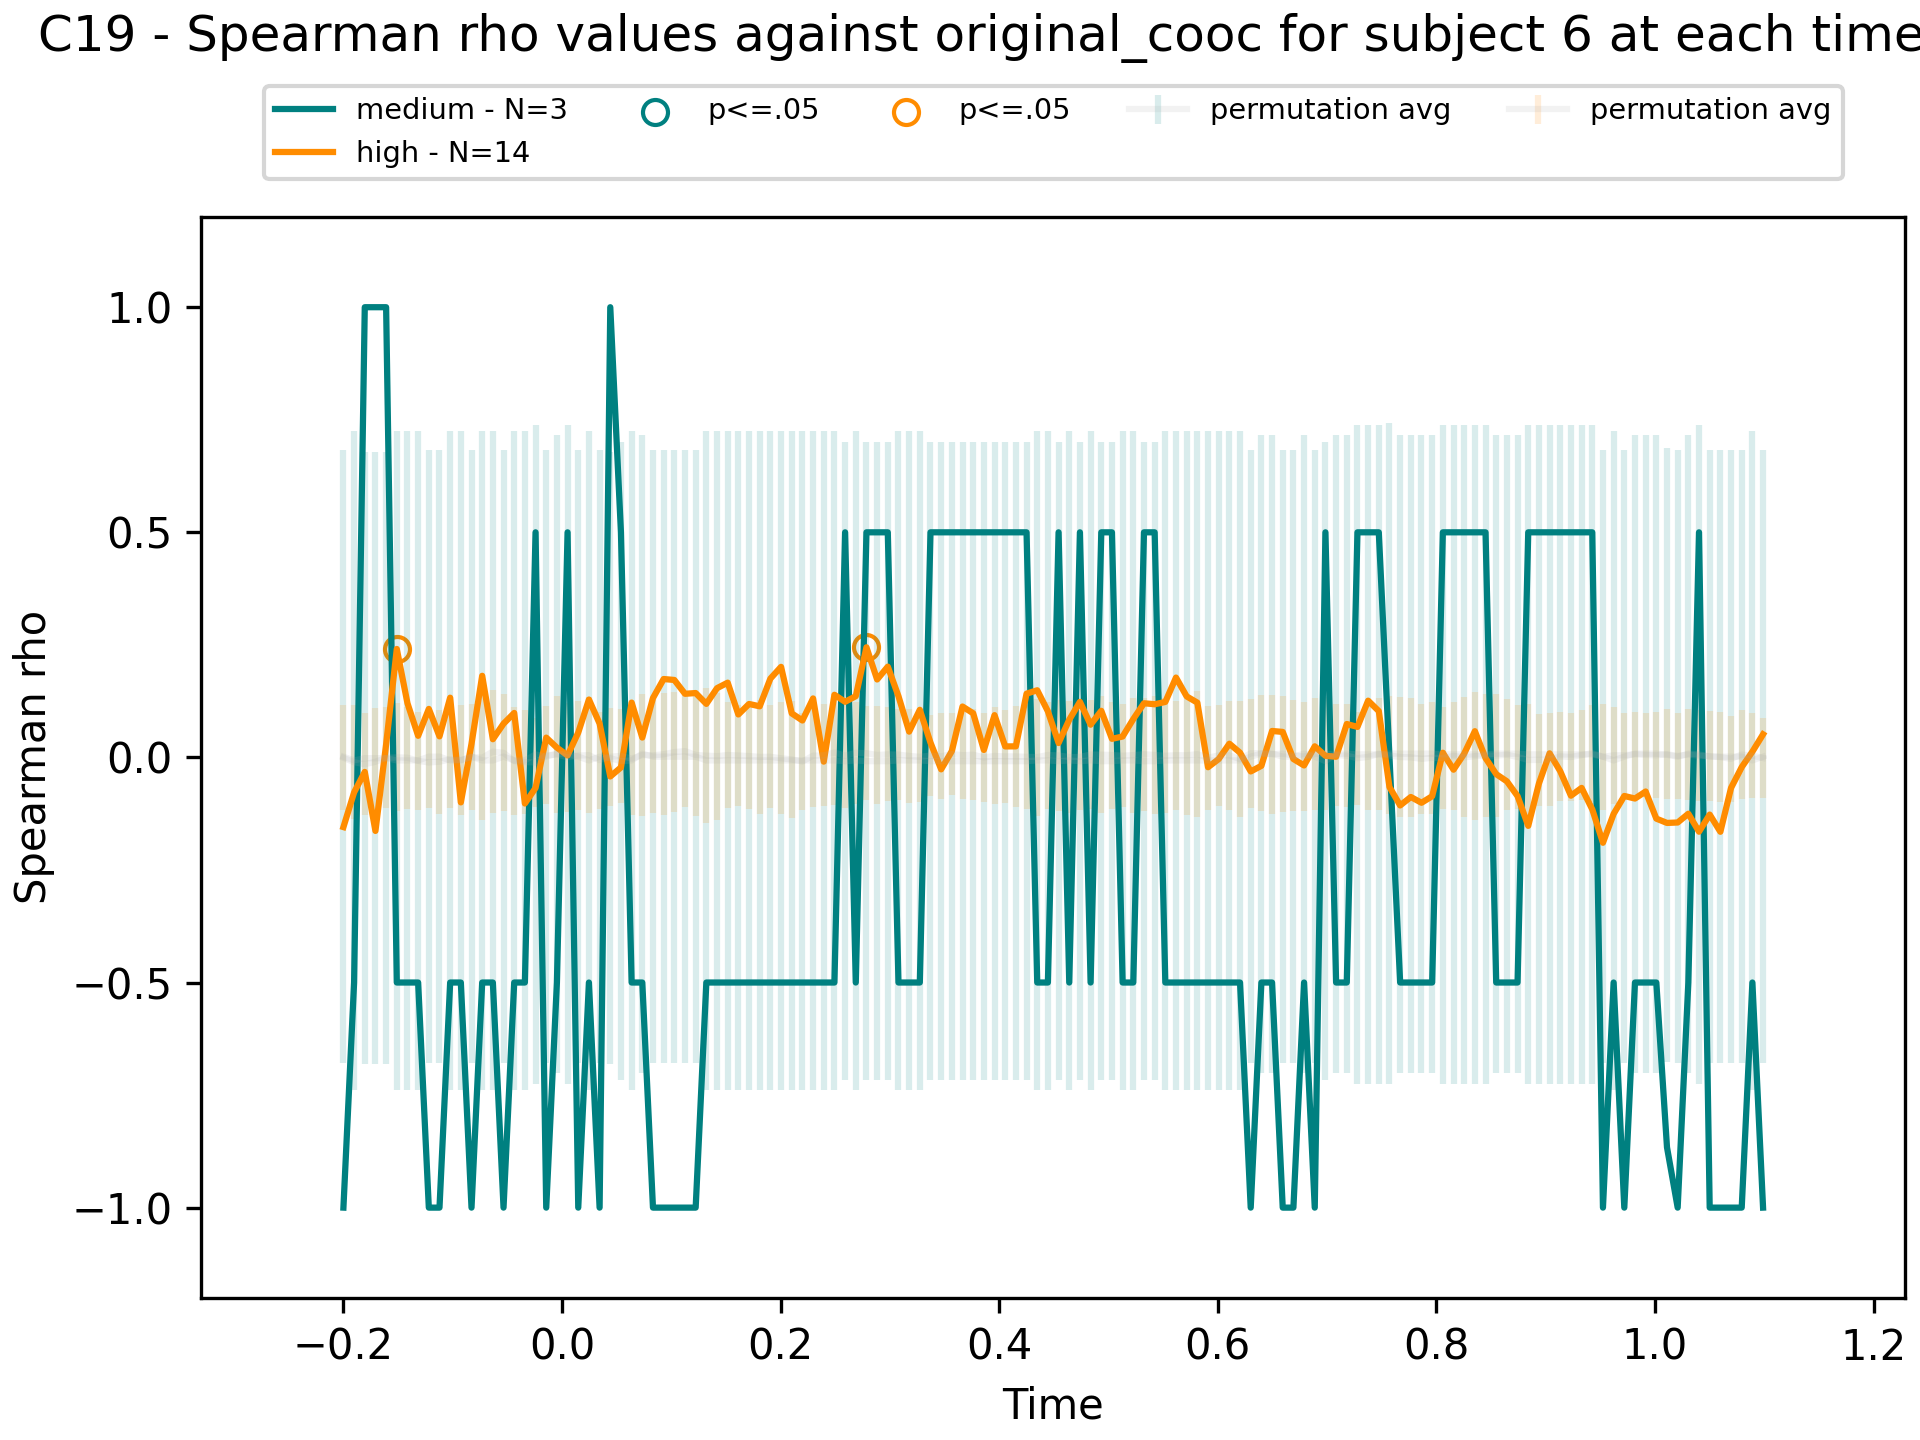 C19 - Spearman rho values against original_cooc for subject 6 at each time
medium - N=3
high - N=14
p<=.05
p<=.05
permutation avg
permutation avg
Spearman rho
1.0
0.5
0.0
−0.5
−1.0
−0.2
0.0
0.2
0.4
0.6
0.8
1.0
1.2
Time